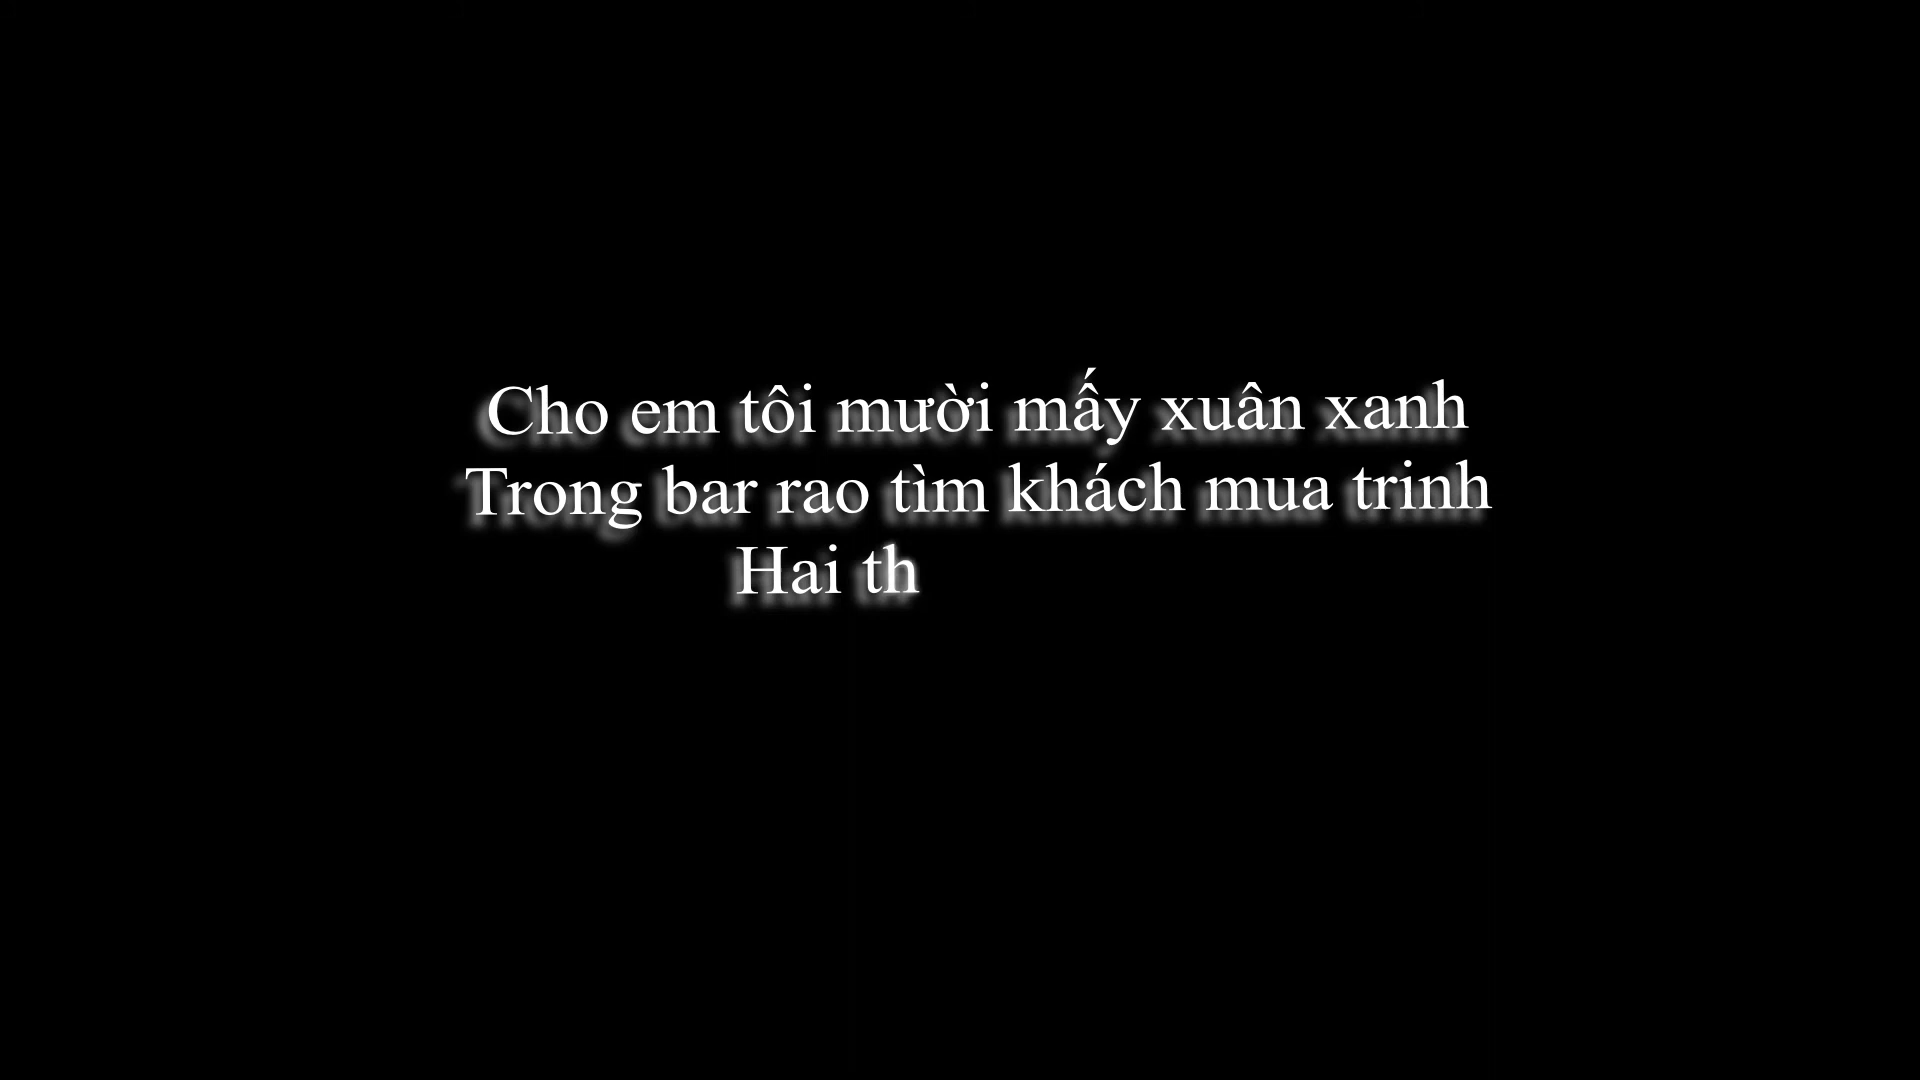 Cho em tôi mười mấy xuân xanh
Trong bar rao tìm khách mua trinh
Hai th